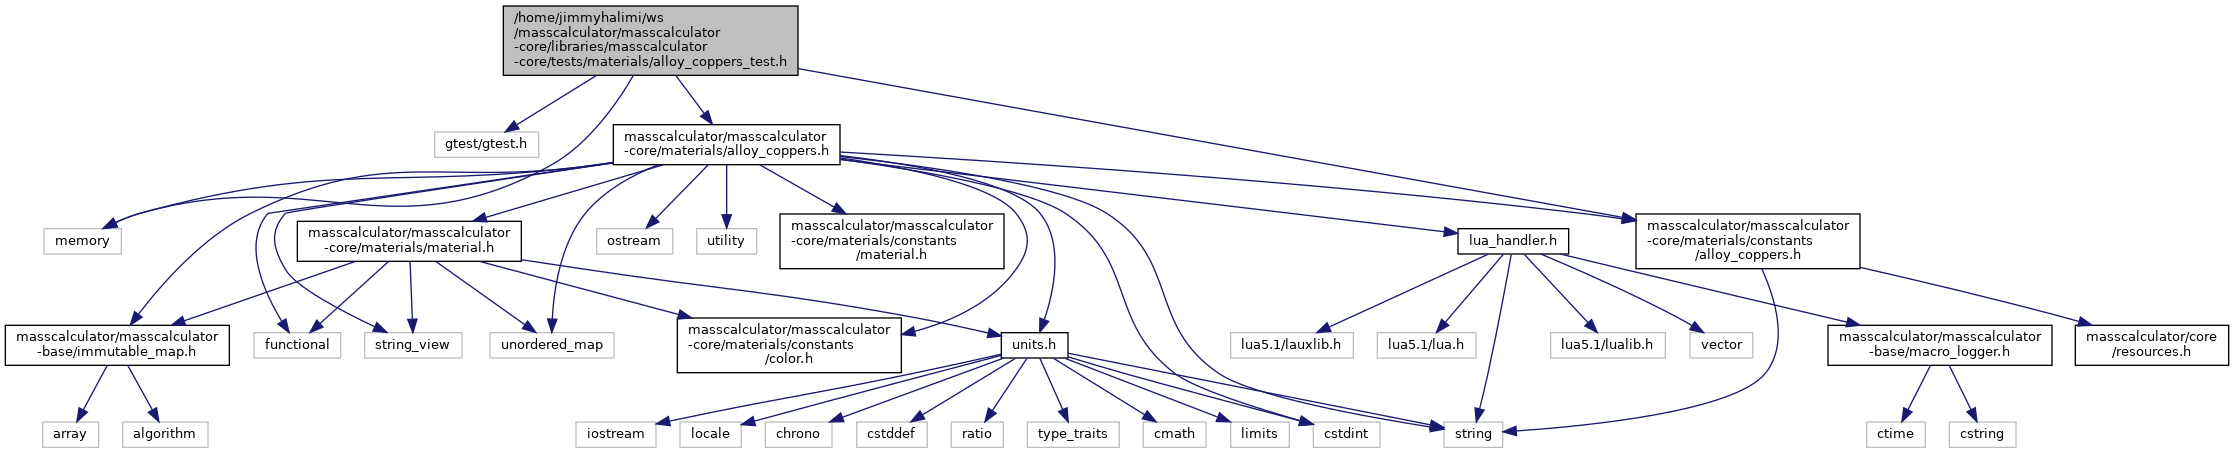 /home/jimmyhalimi/ws
/masscalculator/masscalculator
-core/libraries/masscalculator
-core/tests/materials/alloy_coppers_test.h
gtest/gtest.h
masscalculator/masscalculator
-core/materials/alloy_coppers.h
memory
masscalculator/masscalculator
-core/materials/material.h
ostream
utility
masscalculator/masscalculator
-core/materials/constants
/material.h
lua_handler.h
masscalculator/masscalculator
-core/materials/constants
/alloy_coppers.h
masscalculator/masscalculator
-base/immutable_map.h
functional
string_view
unordered_map
masscalculator/masscalculator
-core/materials/constants
/color.h
units.h
lua5.1/lauxlib.h
lua5.1/lua.h
lua5.1/lualib.h
vector
masscalculator/masscalculator
-base/macro_logger.h
masscalculator/core
/resources.h
array
algorithm
iostream
locale
chrono
cstddef
ratio
type_traits
cmath
limits
cstdint
string
ctime
cstring